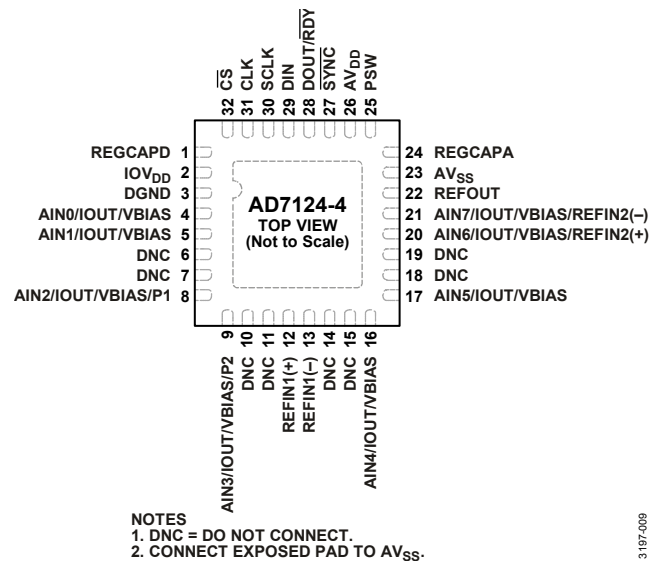 32 CS
31 CLK
30 SCLK
29 DIN
28 DOUT/RDY
27 SYNC
26 AVDD
25 PSW
REGCAPD 1
IOVDD 2
DGND 3
AIN0/IOUT/VBIAS 4
AIN1/IOUT/VBIAS 5
DNC 6
DNC 7
AIN2/IOUT/VBIAS/P1 8
AD7124-4
TOP VIEW
(Not to Scale)
24 REGCAPA
23 AVSS
22 REFOUT
21 AIN7/IOUT/VBIAS/REFIN2(–)
20 AIN6/IOUT/VBIAS/REFIN2(+)
19 DNC
18 DNC
17 AIN5/IOUT/VBIAS
AIN3/IOUT/VBIAS/P2 9
DNC 10
DNC 11
REFIN1(+) 12
REFIN1(–) 13
DNC 14
DNC 15
AIN4/IOUT/VBIAS 16
NOTES
1. DNC = DO NOT CONNECT.
2. CONNECT EXPOSED PAD TO AVSS.
3197-009